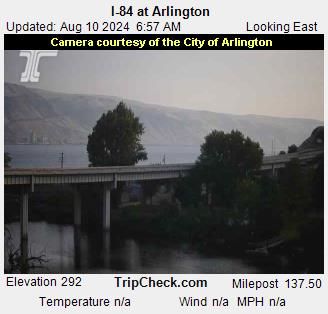 I-84 at Arlington
Updated: Aug 10 2024 6:57 AM Looking East
Camera courtesy of the City of Arlington
Elevation 292 TripCheck.com Milepost 137.50
Temperature n/a Wind n/a MPH n/a